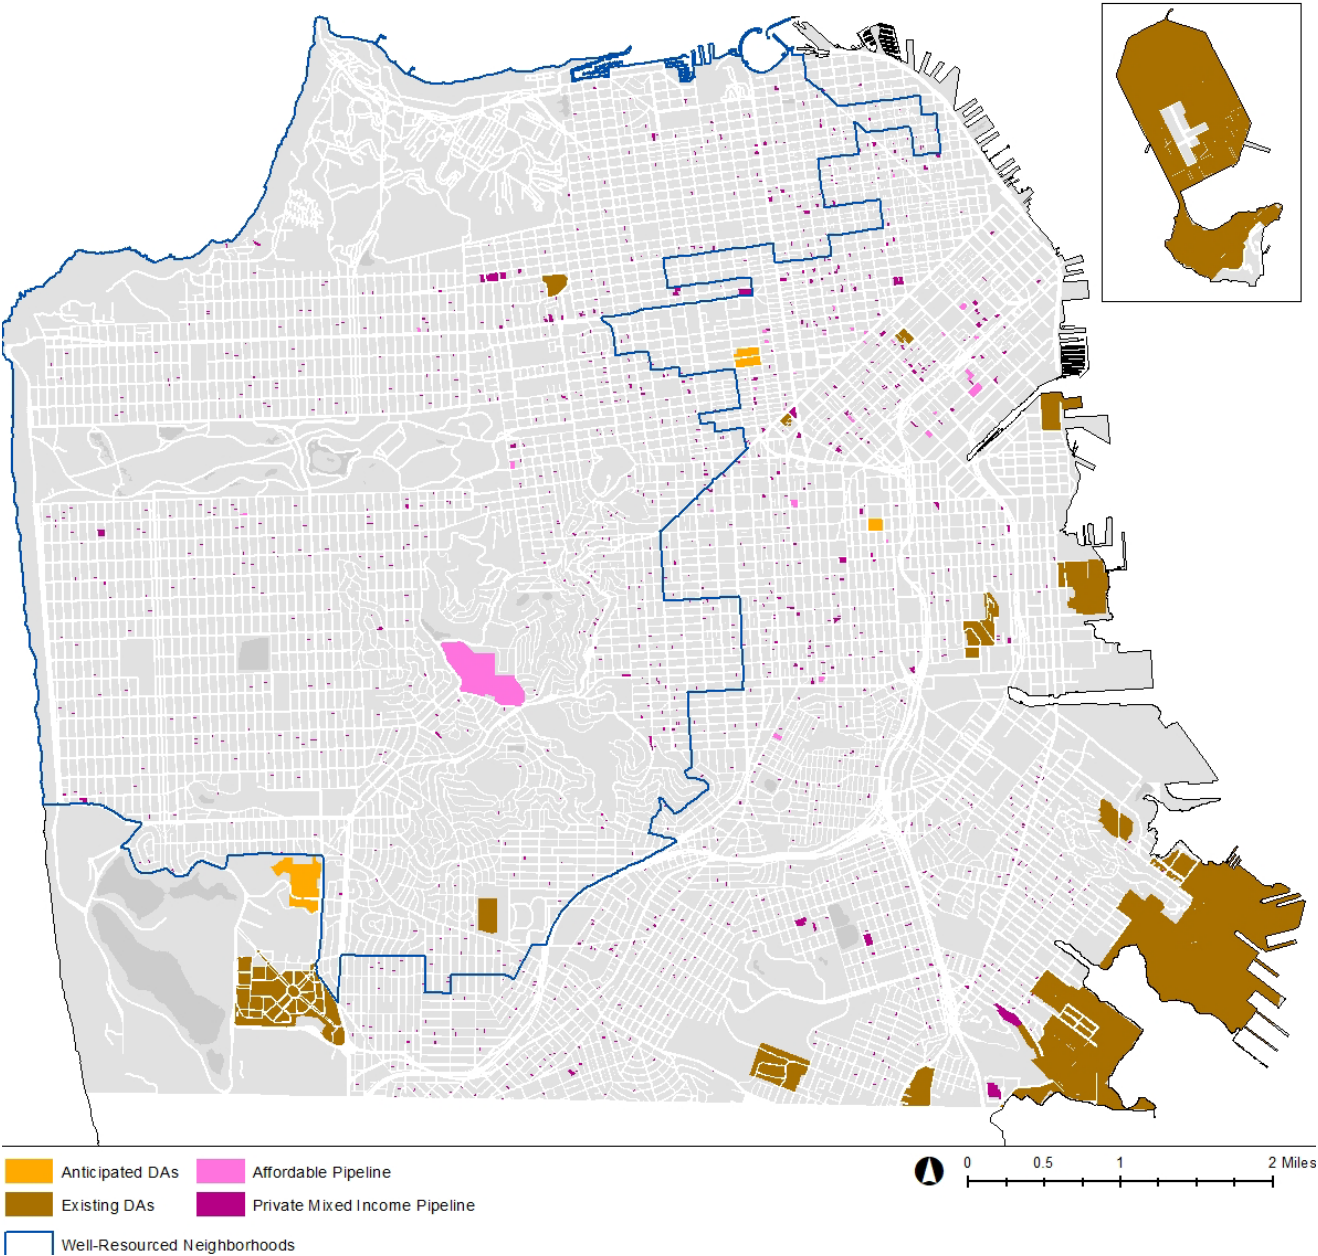 Anticipated DAs Affordable Pipeline
Existing DAs Private Mixed Income Pipeline
Well-Resourced Neighborhoods
0 0.5 1 2 Miles